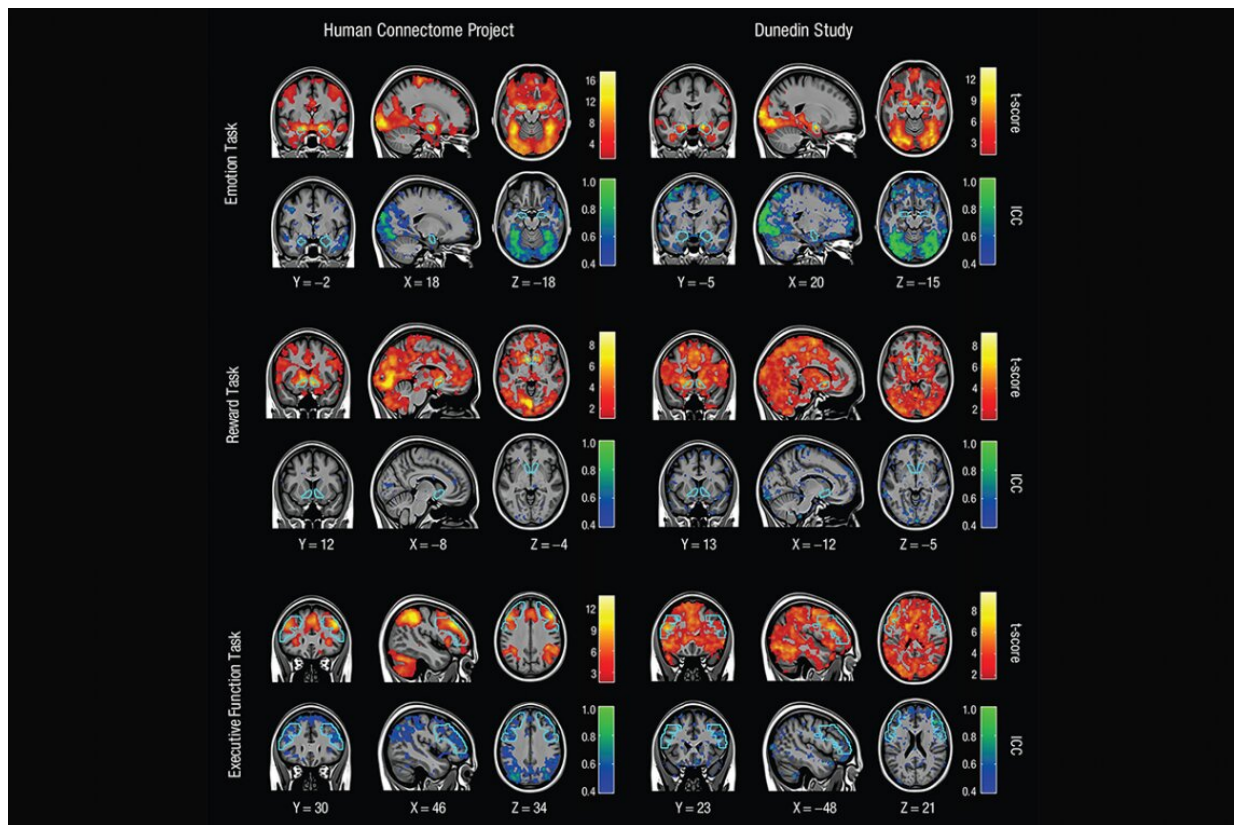 Human Connectome Project
Dunedin Study
Emotion Task
16
12
8
4
12
9
6
3
t-score
1.0
0.8
0.6
0.4
1.0
0.8
0.6
0.4
ICC
Y = −2
X = 18
Z = −18
Y = −5
X = 20
Z = −15
Reward Task
8
6
4
2
8
6
4
2
t-score
1.0
0.8
0.6
0.4
1.0
0.8
0.6
0.4
ICC
Y = 12
X = −8
Z = −4
Y = 13
X = −12
Z = −5
Executive Function Task
12
9
6
3
8
6
4
2
t-score
1.0
0.8
0.6
0.4
1.0
0.8
0.6
0.4
ICC
Y = 30
X = 46
Z = 34
Y = 23
X = −48
Z = 21